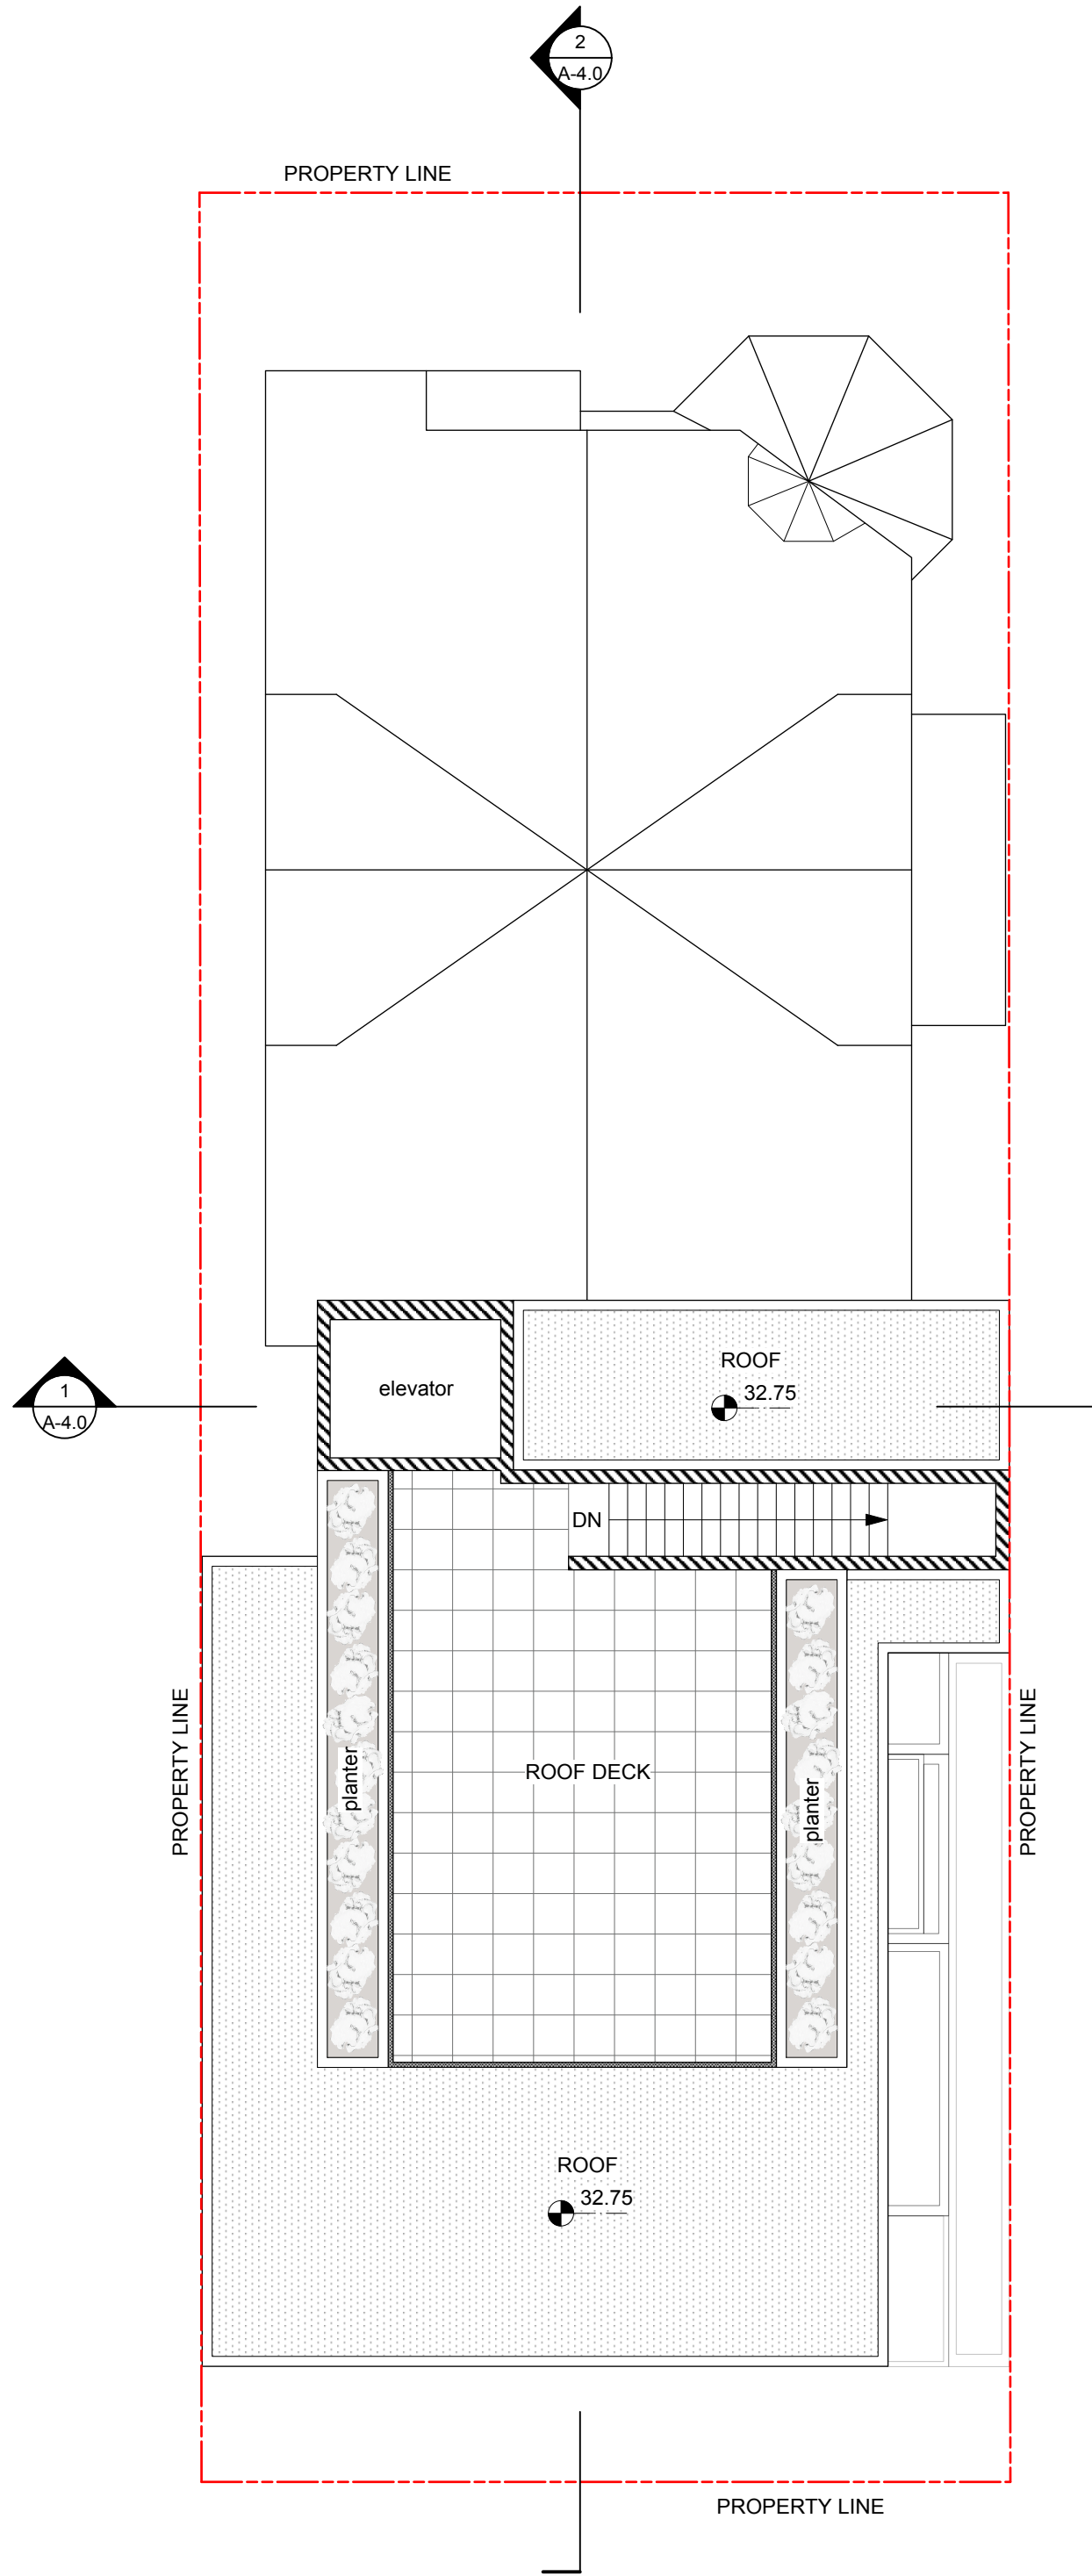 2
A-4.0
PROPERTY LINE
ROOF
32.75
elevator
1
A-4.0
DN
PROPERTY LINE
PROPERTY LINE
planter
ROOF DECK
planter
ROOF
32.75
PROPERTY LINE